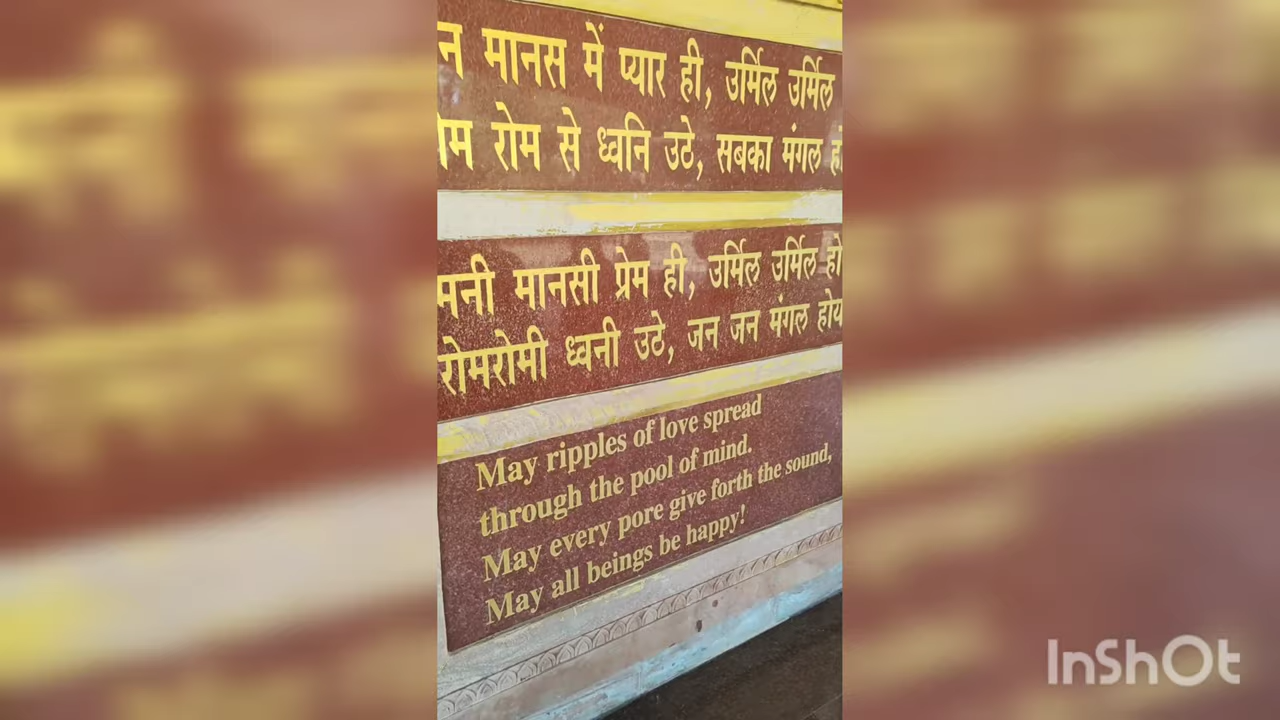 मानस में प्यार ही, उर्मिल उर्मिल
रोम से ध्वनि उठे, सबका मंगल
मानसी प्रेम ही, उर्मिल उर्मिल हो
रोमरोमी ध्वनी उठे, जन जन मंगल होय
May ripples of love spread
through the pool of mind.
May every pore give forth the sound,
May all beings be happy!
InShOt